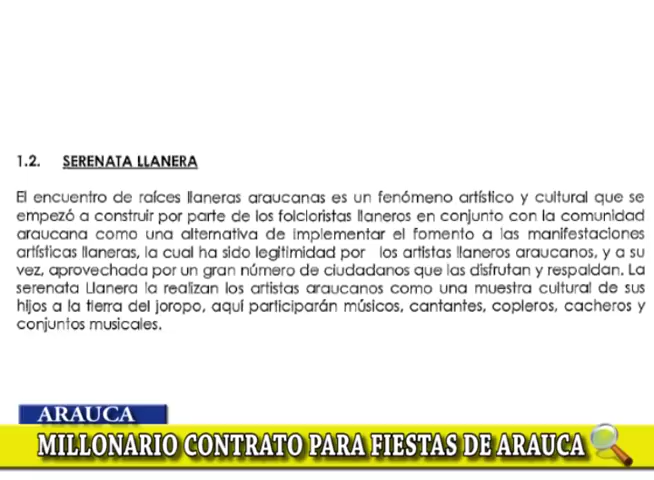 1.2. SERENATA LLANERA
El encuentro de raíces llaneras araucanas es un fenómeno artístico y cultural que se
empezó a construir por parte de los folcloristas llaneros en conjunto con la comunidad
araucana como una alternativa de implementar el fomento a las manifestaciones
artísticas llaneras, la cual ha sido legitimidad por los artistas llaneros araucanos, y a su
vez, aprovechada por un gran número de ciudadanos que las disfrutan y respaldan. La
serenata Llanera la realizan los artistas araucanos como una muestra cultural de sus
hijos a la tierra del joropo, aquí participarán músicos, cantantes, copleros, cacheros y
conjuntos musicales.
ARAUCA
MILLONARIO CONTRATO PARA FIESTAS DE ARAUCA